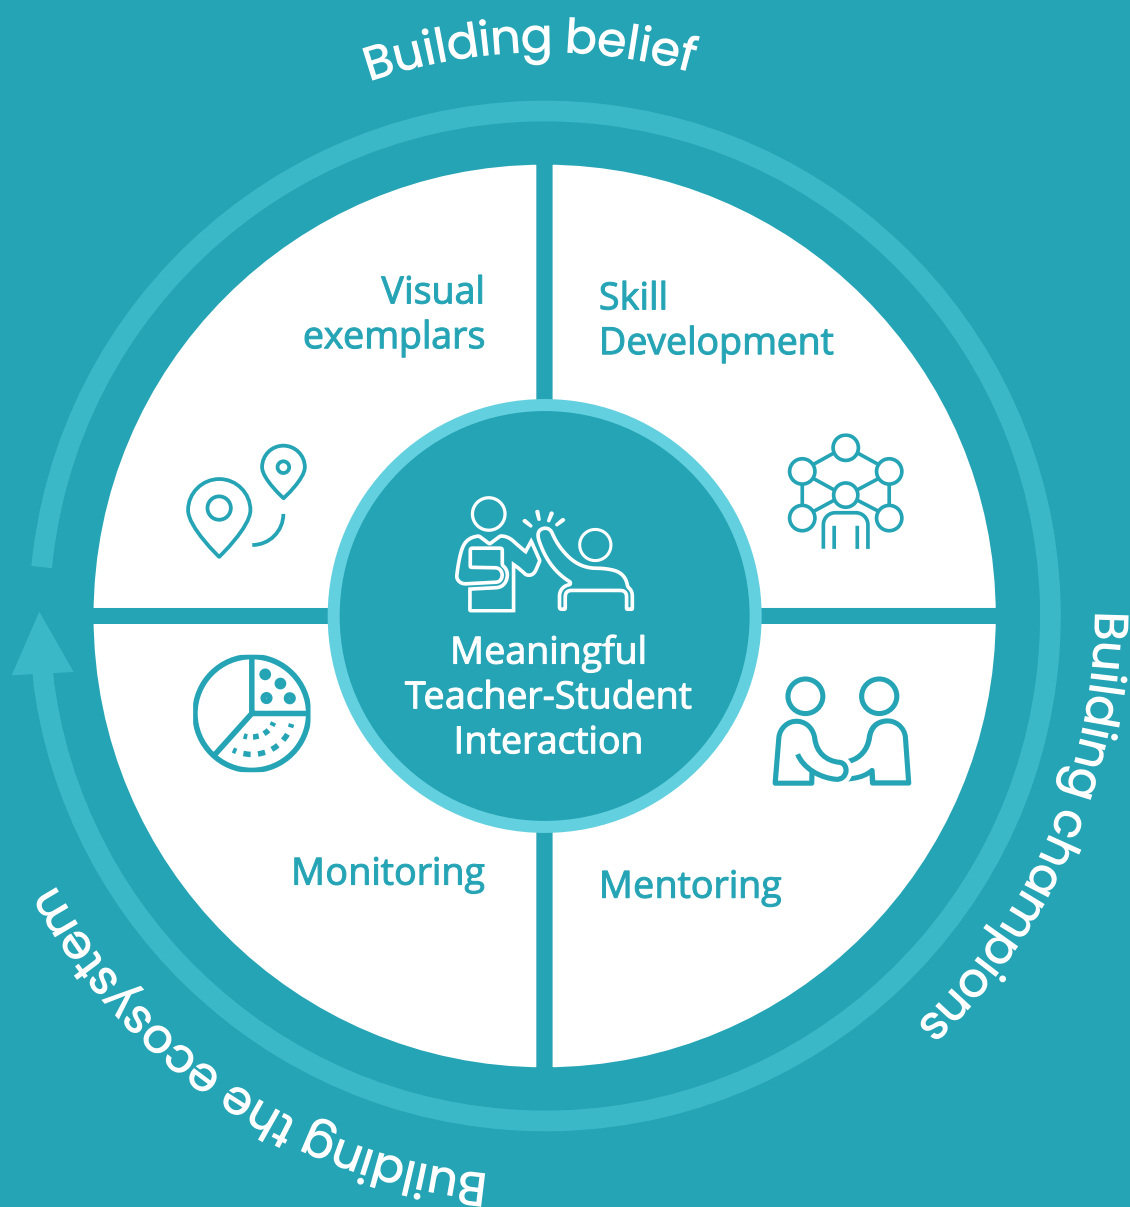 Building belief
Visual
exemplars
Skill
Development
Meaningful
Teacher-Student
Interaction
Monitoring
Mentoring
Building champions
Building the ecosystem